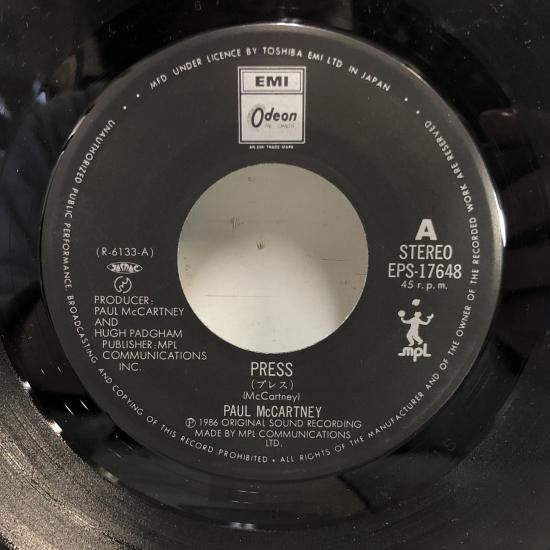 • MFD UNDER LICENCE BY TOSHIBA EMI LTD IN JAPAN •
EMI
Odeon
AN EMI TRADE MARK
(R-6133-A)
JASRAC
A
STEREO
EPS-17648
45 r.p.m.
mpl
PRODUCER:
PAUL McCARTNEY
AND
HUGH PADGHAM
PUBLISHER:MPL
COMMUNICATIONS
INC.
PRESS
(プレス)
(McCartney)
PAUL McCARTNEY
Ⓟ 1986 ORIGINAL SOUND RECORDING
MADE BY MPL COMMUNICATIONS
LTD.
UNAUTHORIZED PUBLIC PERFORMANCE, BROADCASTING AND COPYING OF THIS RECORD PROHIBITED • ALL RIGHTS OF THE MANUFACTURER AND OF THE OWNER OF THE RECORDED WORK ARE RESERVED